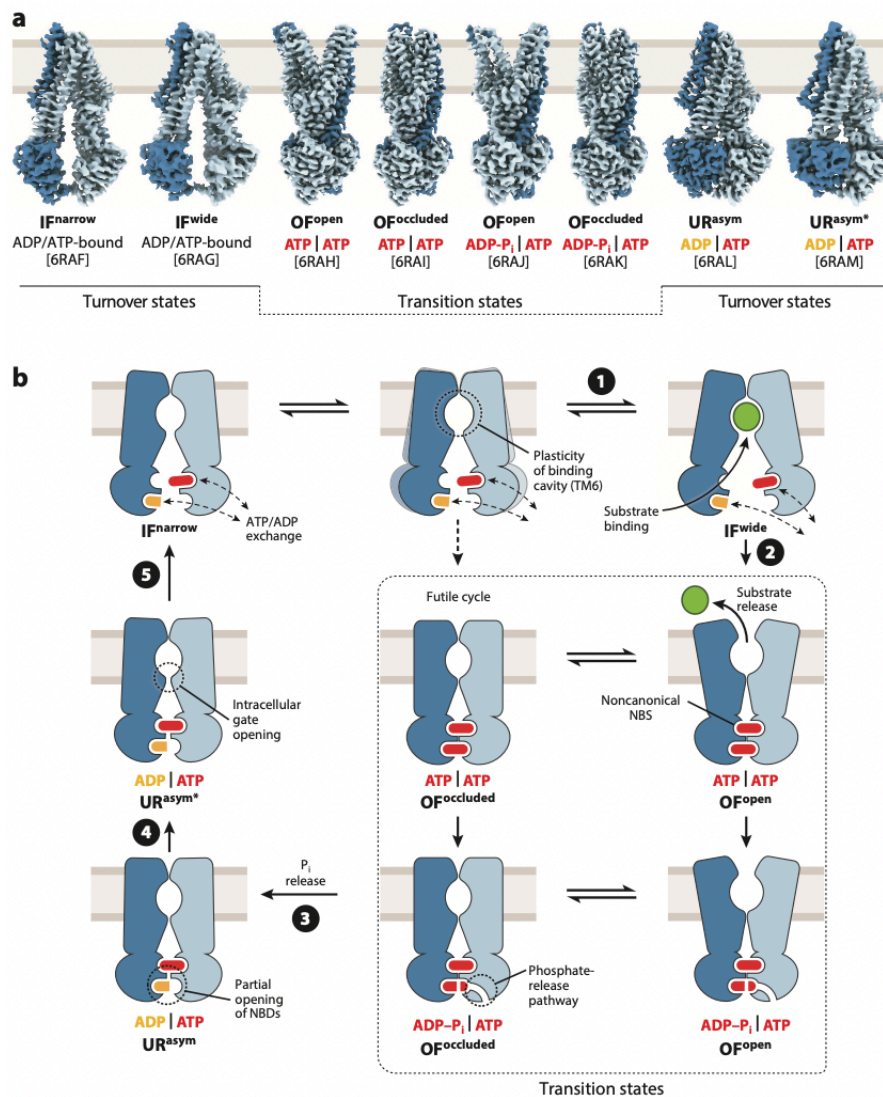 a
IFnarrow
ADP/ATP-bound
[6RAF]
IFwide
ADP/ATP-bound
[6RAG]
OFopen
ATP | ATP
[6RAH]
OFoccluded
ATP | ATP
[6RAI]
OFopen
ADP-Pi | ATP
[6RAJ]
OFoccluded
ADP-Pi | ATP
[6RAK]
URasym
ADP | ATP
[6RAL]
URasym*
ADP | ATP
[6RAM]
Turnover states
Transition states
Turnover states
b
IFnarrow
ATP/ADP
exchange
Plasticity
of binding
cavity (TM6)
1
Substrate
binding
IFwide
2
5
Intracellular
gate
opening
ADP | ATP
URasym*
Futile cycle
ATP | ATP
OFoccluded
Substrate
release
Noncanonical
NBS
ATP | ATP
OFopen
4
Partial
opening
of NBDs
ADP | ATP
URasym
Pi
release
3
Phosphate-
release
pathway
ADP–Pi | ATP
OFoccluded
ADP–Pi | ATP
OFopen
Transition states